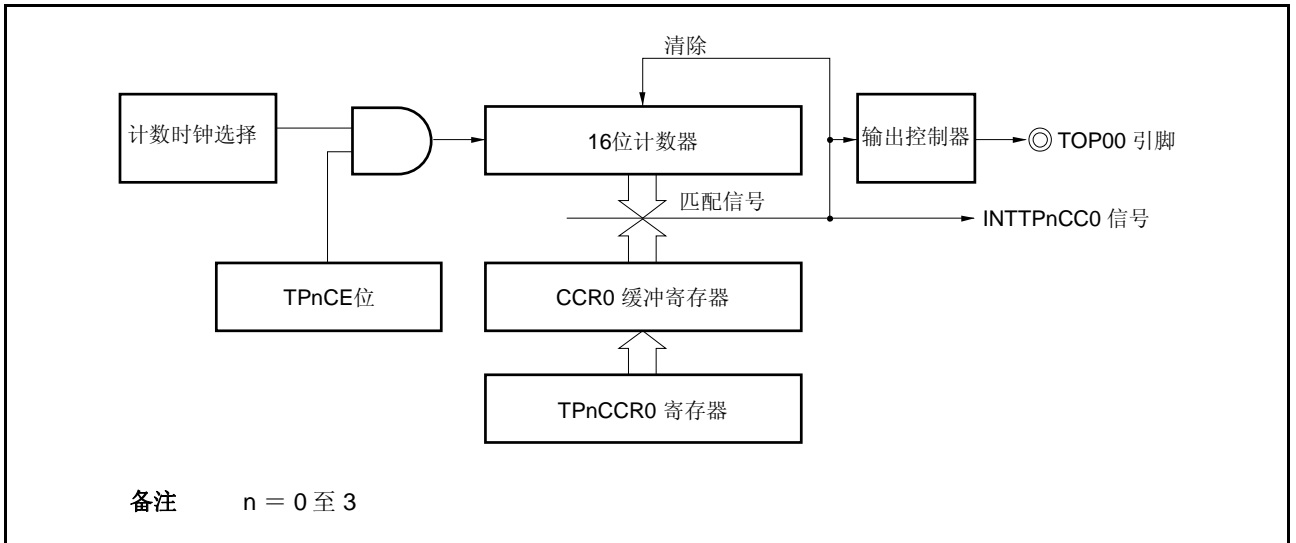 清除
计数时钟选择
16位计数器
输出控制器
TOP00 引脚
匹配信号
INTTPnCC0 信号
TPnCE位
CCR0 缓冲寄存器
TPnCCR0 寄存器
备注 n = 0 至 3